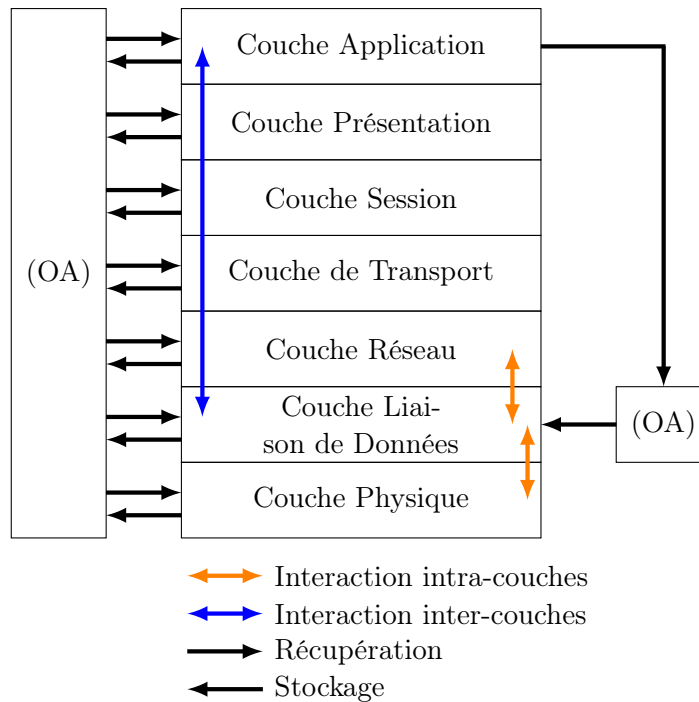 Couche Application
Couche Présentation
Couche Session
(OA)
Couche de Transport
Couche Réseau
Couche Liai-
son de Données
(OA)
Couche Physique
Interaction intra-couches
Interaction inter-couches
Récupération
Stockage